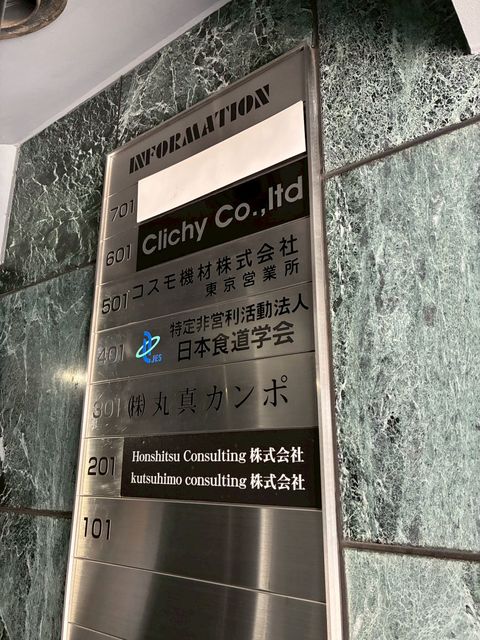 INFORMATION
701
601 Clichy Co.,ltd
501 コスモ機材株式会社
東京営業所
401 JES 特定非営利活動法人
日本食道学会
301 ㈱丸真カンポ
201 Honshitsu Consulting 株式会社
kutsuhimo consulting 株式会社
101